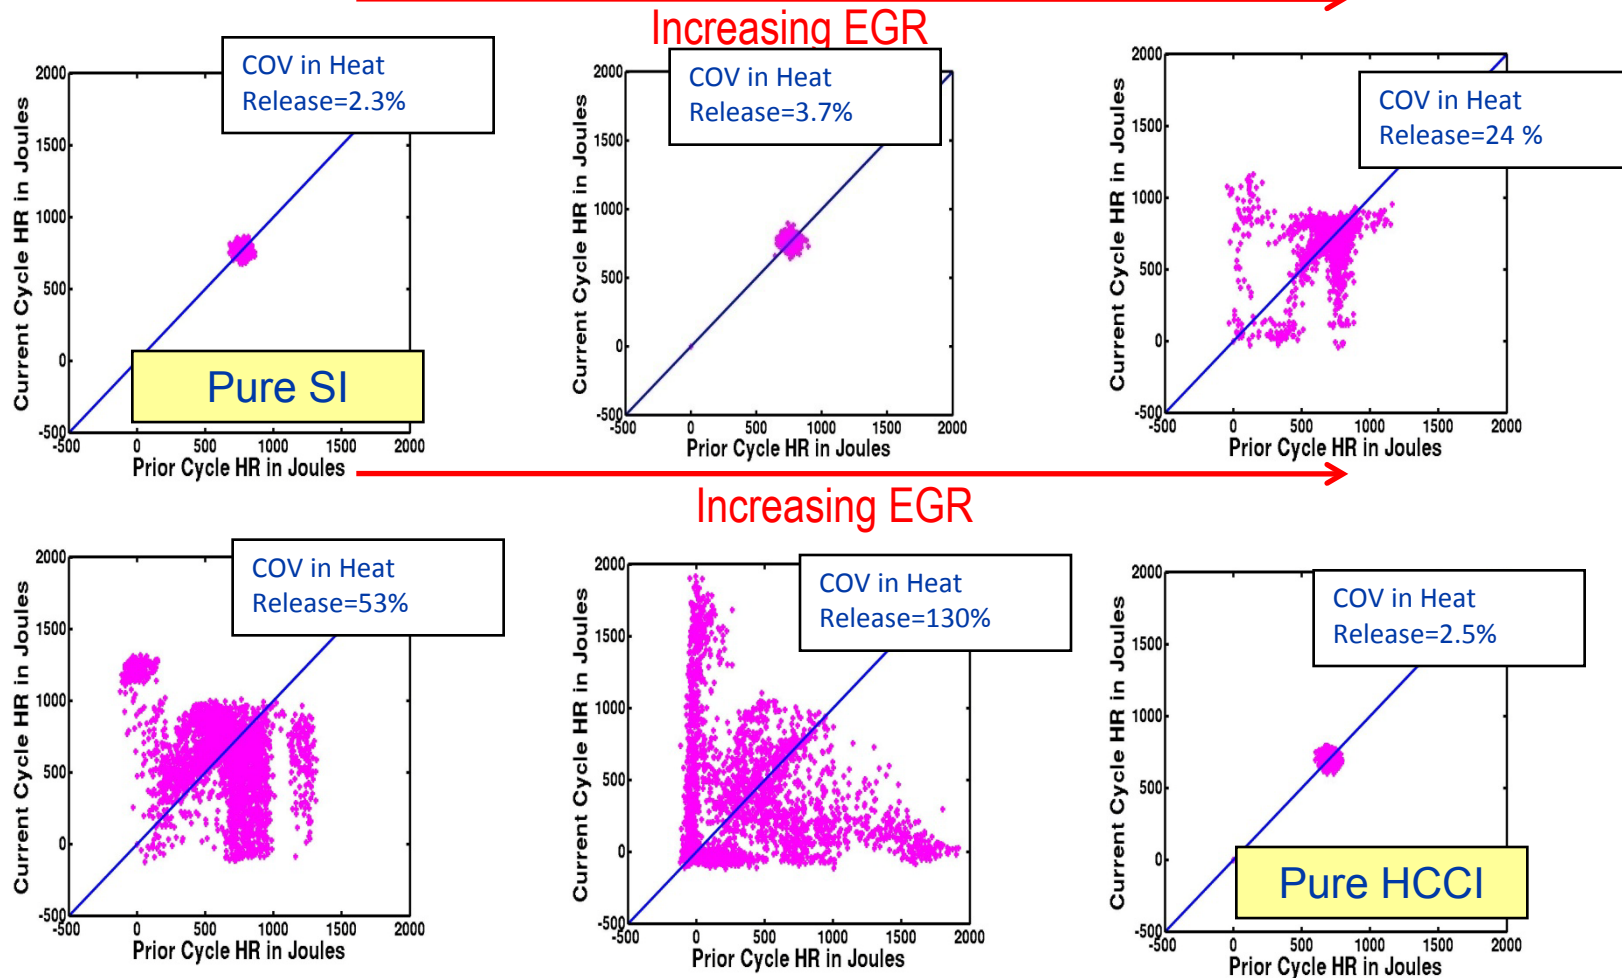 Increasing EGR
COV in Heat
Release=2.3%
2000
1500
1000
500
0
-500
-500
0
500
1000
1500
2000
Current Cycle HR in Joules
Prior Cycle HR in Joules
Pure SI
COV in Heat
Release=3.7%
2000
1500
1000
500
0
-500
-500
0
500
1000
1500
2000
Current Cycle HR in Joules
Prior Cycle HR in Joules
COV in Heat
Release=24 %
2000
1500
1000
500
0
-500
-500
0
500
1000
1500
2000
Current Cycle HR in Joules
Prior Cycle HR in Joules
Increasing EGR
COV in Heat
Release=53%
2000
1500
1000
500
0
-500
-500
0
500
1000
1500
2000
Current Cycle HR in Joules
Prior Cycle HR in Joules
COV in Heat
Release=130%
2000
1500
1000
500
0
-500
-500
0
500
1000
1500
2000
Current Cycle HR in Joules
Prior Cycle HR in Joules
COV in Heat
Release=2.5%
2000
1500
1000
500
0
-500
-500
0
500
1000
1500
2000
Current Cycle HR in Joules
Prior Cycle HR in Joules
Pure HCCI